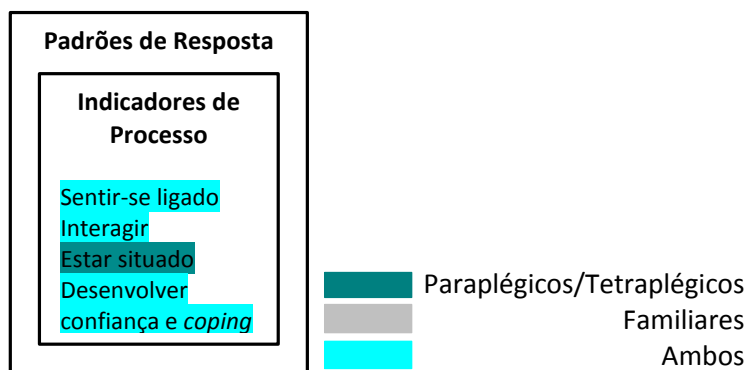 Padrões de Resposta
Indicadores de
Processo
Sentir-se ligado
Interagir
Estar situado
Desenvolver
confiança e coping
Paraplégicos/Tetraplégicos
Familiares
Ambos